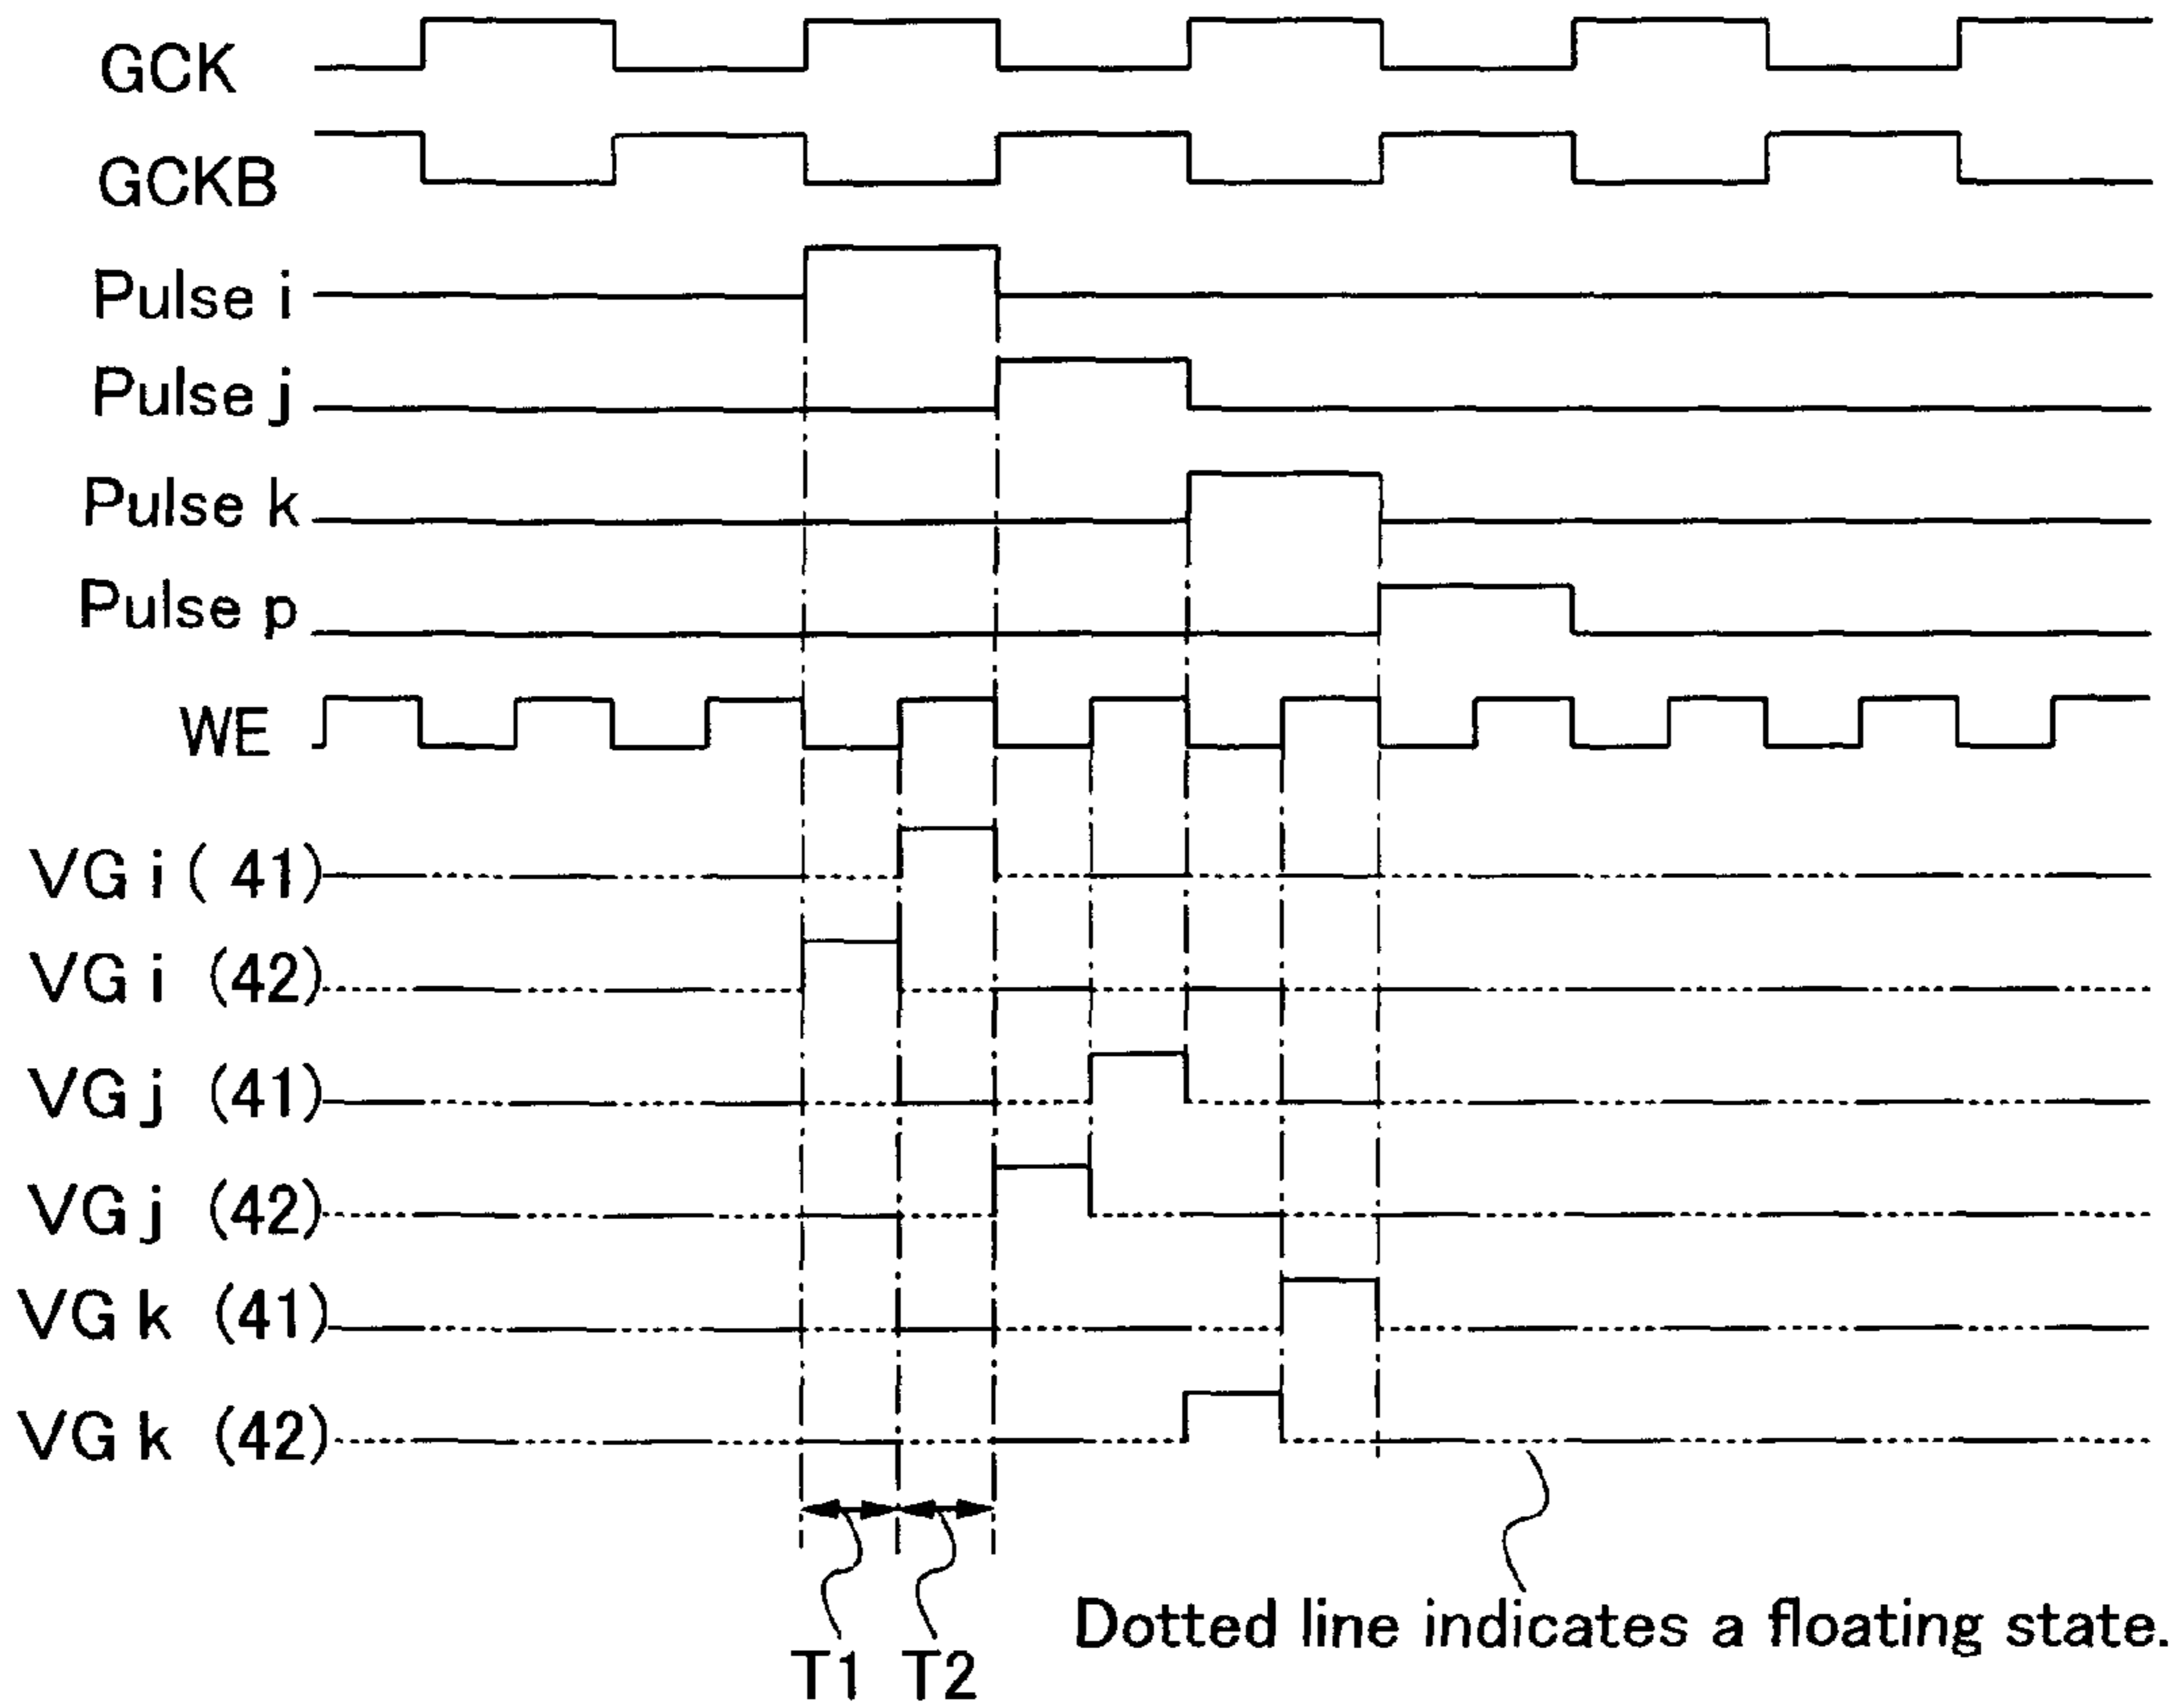 GCK
GCKB
Pulse i
Pulse j
Pulse k
Pulse p
WE
VG i ( 41)
VG i (42)
VG j (41)
VG j (42)
VG k (41)
VG k (42)
T1 T2
Dotted line indicates a floating state.